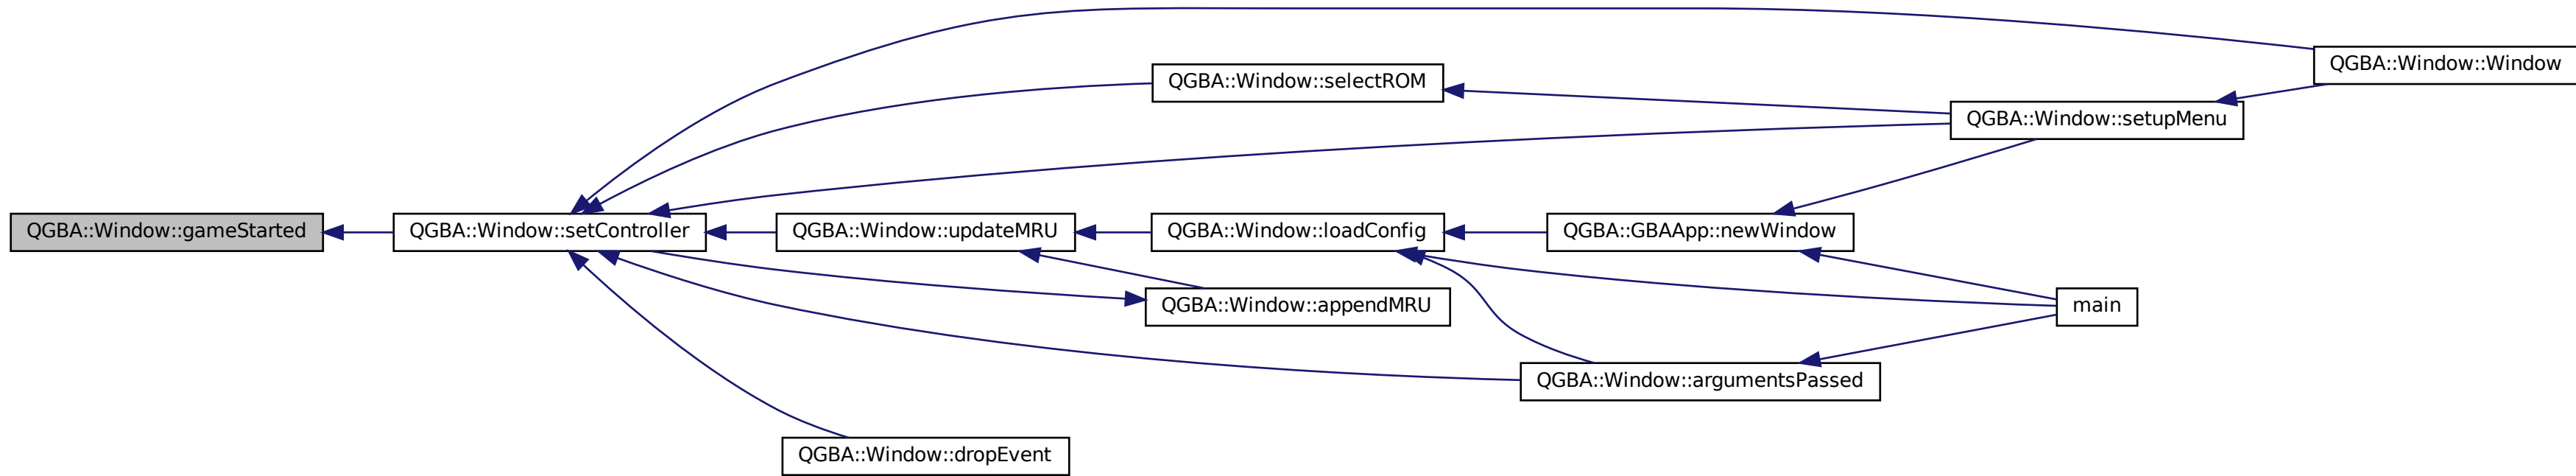 QGBA::Window::Window
QGBA::Window::selectROM
QGBA::Window::setupMenu
QGBA::Window::gameStarted
QGBA::Window::setController
QGBA::Window::updateMRU
QGBA::Window::loadConfig
QGBA::GBAApp::newWindow
QGBA::Window::appendMRU
main
QGBA::Window::argumentsPassed
QGBA::Window::dropEvent